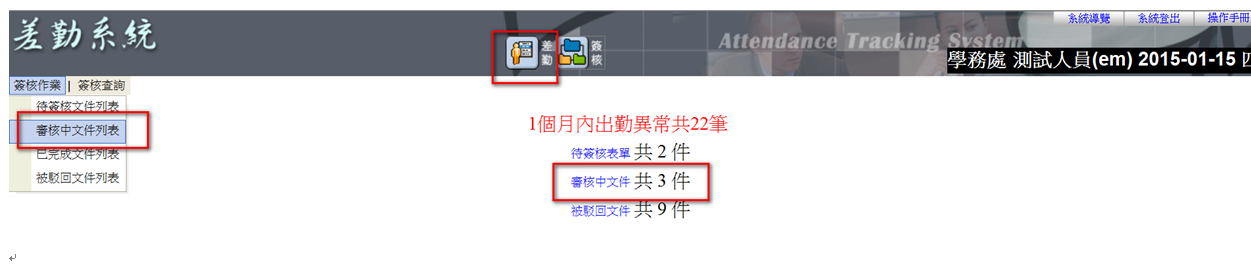 系統導覽 系統登出 操作手冊
差勤系統
差勤 簽核
Attendance Tracking System
學務處 測試人員(em) 2015-01-15 四
簽核作業 | 簽核查詢
待簽核文件列表
審核中文件列表
已完成文件列表
被駁回文件列表
1個月內出勤異常共22筆
待簽核表單 共 2 件
審核中文件 共 3 件
被駁回文件 共 9 件